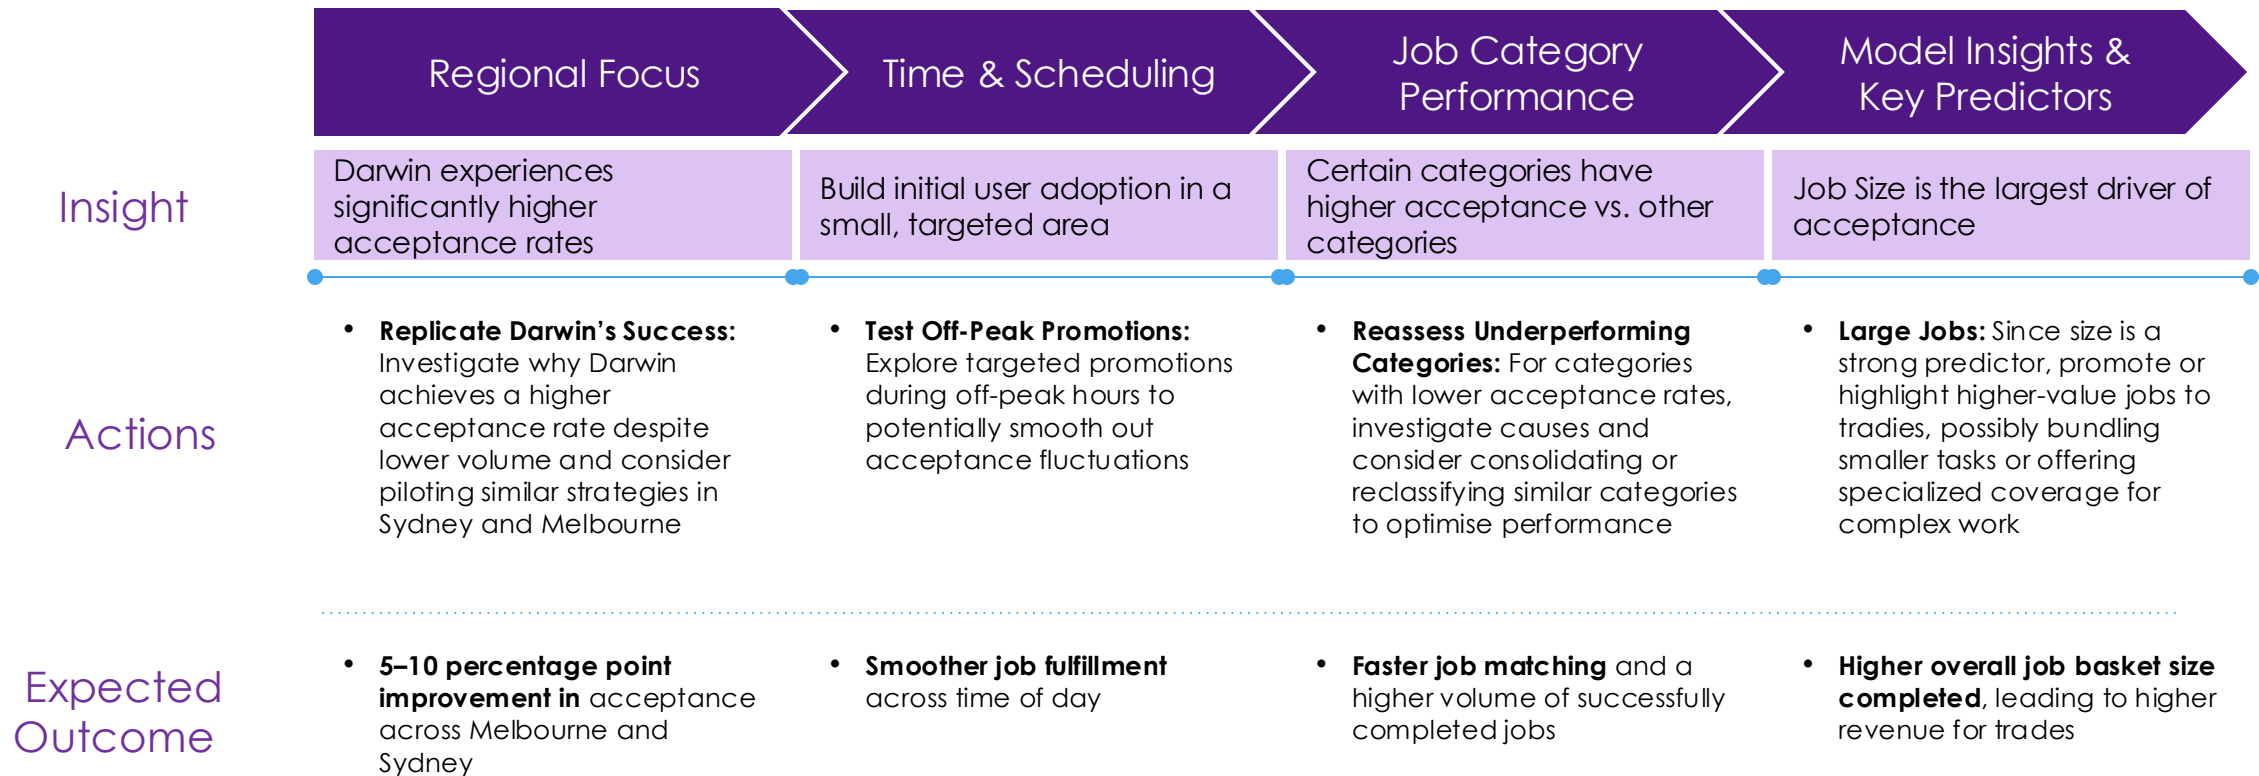 Regional Focus
Time & Scheduling
Job Category
Performance
Model Insights &
Key Predictors
Insight
Darwin experiences
significantly higher
acceptance rates
Build initial user adoption in a
small, targeted area
Certain categories have
higher acceptance vs. other
categories
Job Size is the largest driver of
acceptance
Actions
• Replicate Darwin’s Success:
Investigate why Darwin
achieves a higher
acceptance rate despite
lower volume and consider
piloting similar strategies in
Sydney and Melbourne
• Test Off-Peak Promotions:
Explore targeted promotions
during off-peak hours to
potentially smooth out
acceptance fluctuations
• Reassess Underperforming
Categories: For categories
with lower acceptance rates,
investigate causes and
consider consolidating or
reclassifying similar categories
to optimise performance
• Large Jobs: Since size is a
strong predictor, promote or
highlight higher-value jobs to
tradies, possibly bundling
smaller tasks or offering
specialized coverage for
complex work
Expected
Outcome
• 5–10 percentage point
improvement in acceptance
across Melbourne and
Sydney
• Smoother job fulfillment
across time of day
• Faster job matching and a
higher volume of successfully
completed jobs
• Higher overall job basket size
completed, leading to higher
revenue for trades